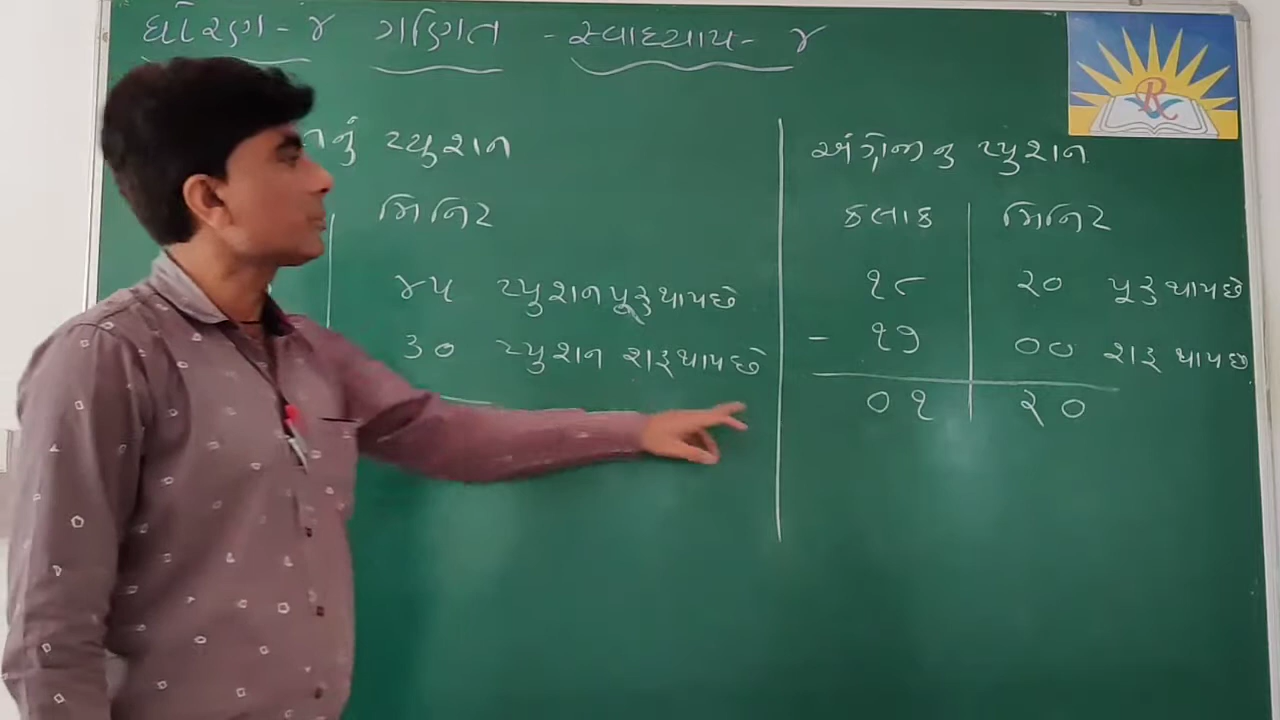 ધોરણ - ૪ ગણિત - સ્વાધ્યાય - ૪
નનું ટ્યુશન
મિનિટ
૪૫ ટ્યુશન પૂરુ થાય છે
૩૦ ટ્યુશન શરૂ થાય છે
અંગ્રેજીનુ ટ્યુશન
કલાક મિનિટ
૧૮ ૨૦ પૂરુ થાય છે
- ૧૭ ૦૦ શરૂ થાય છે
૦૧ ૨૦
R